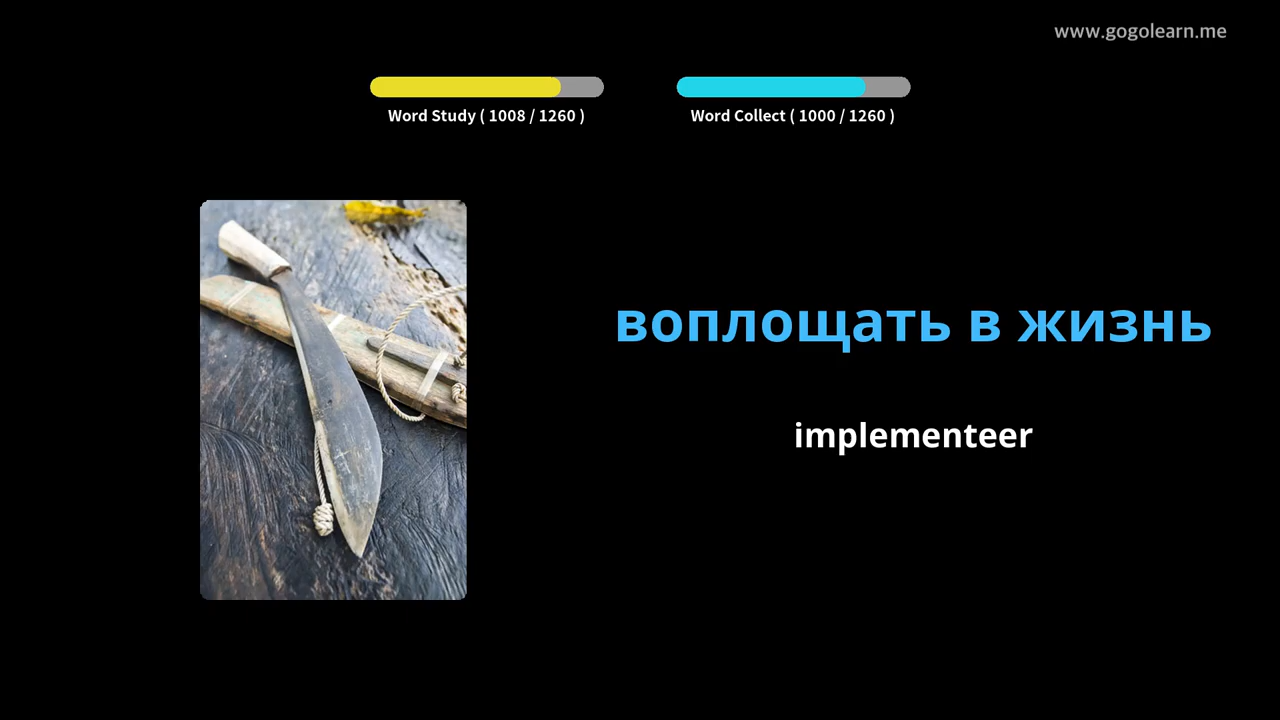 www.gogolearn.me
Word Study ( 1008 / 1260 )
Word Collect ( 1000 / 1260 )
воплощать в жизнь
implementeer